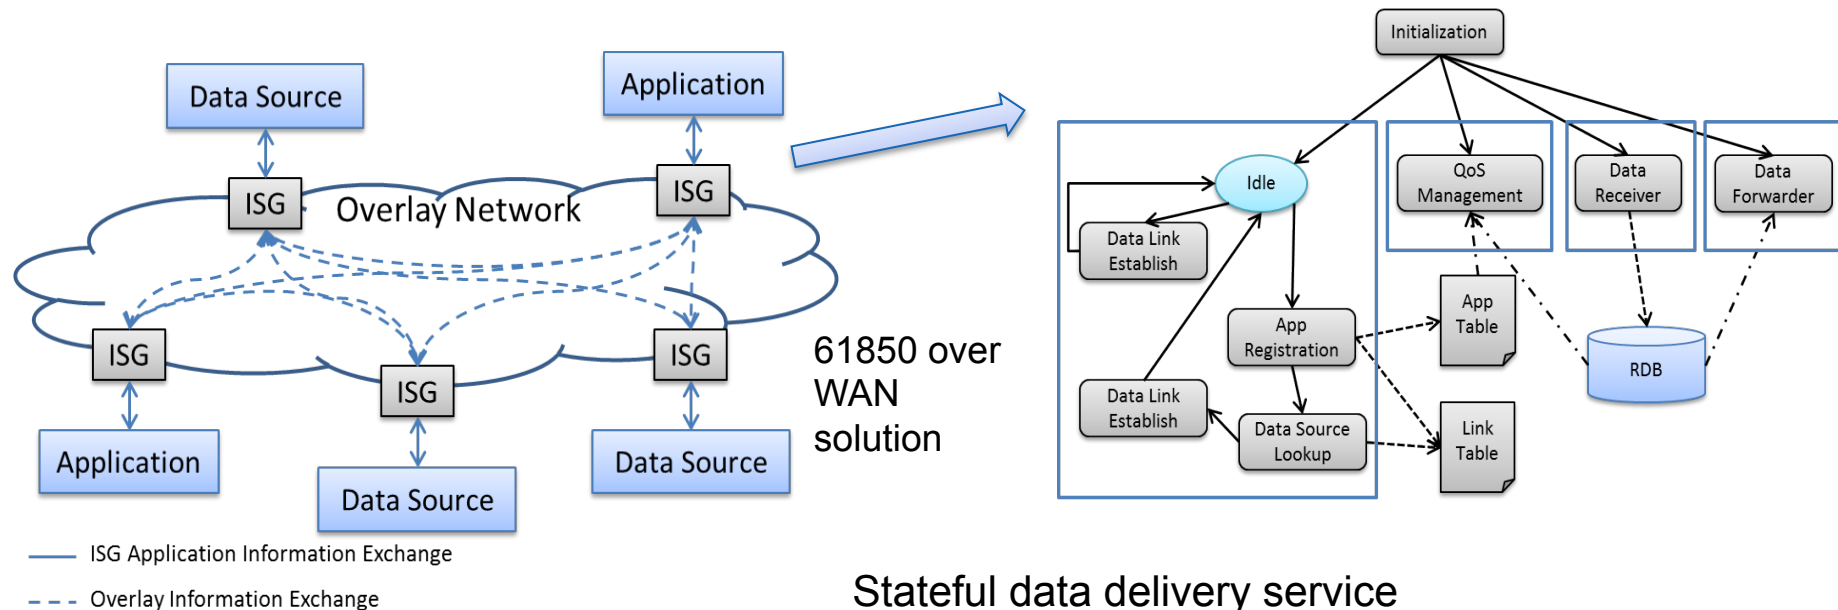 Data Source
Application
ISG
ISG
Overlay Network
ISG
ISG
ISG
Application
Data Source
Data Source
61850 over
WAN
solution
ISG Application Information Exchange
Overlay Information Exchange
Initialization
Idle
QoS
Management
Data
Receiver
Data
Forwarder
Data Link
Establish
App
Registration
App
Table
RDB
Data Link
Establish
Data Source
Lookup
Link
Table
Stateful data delivery service